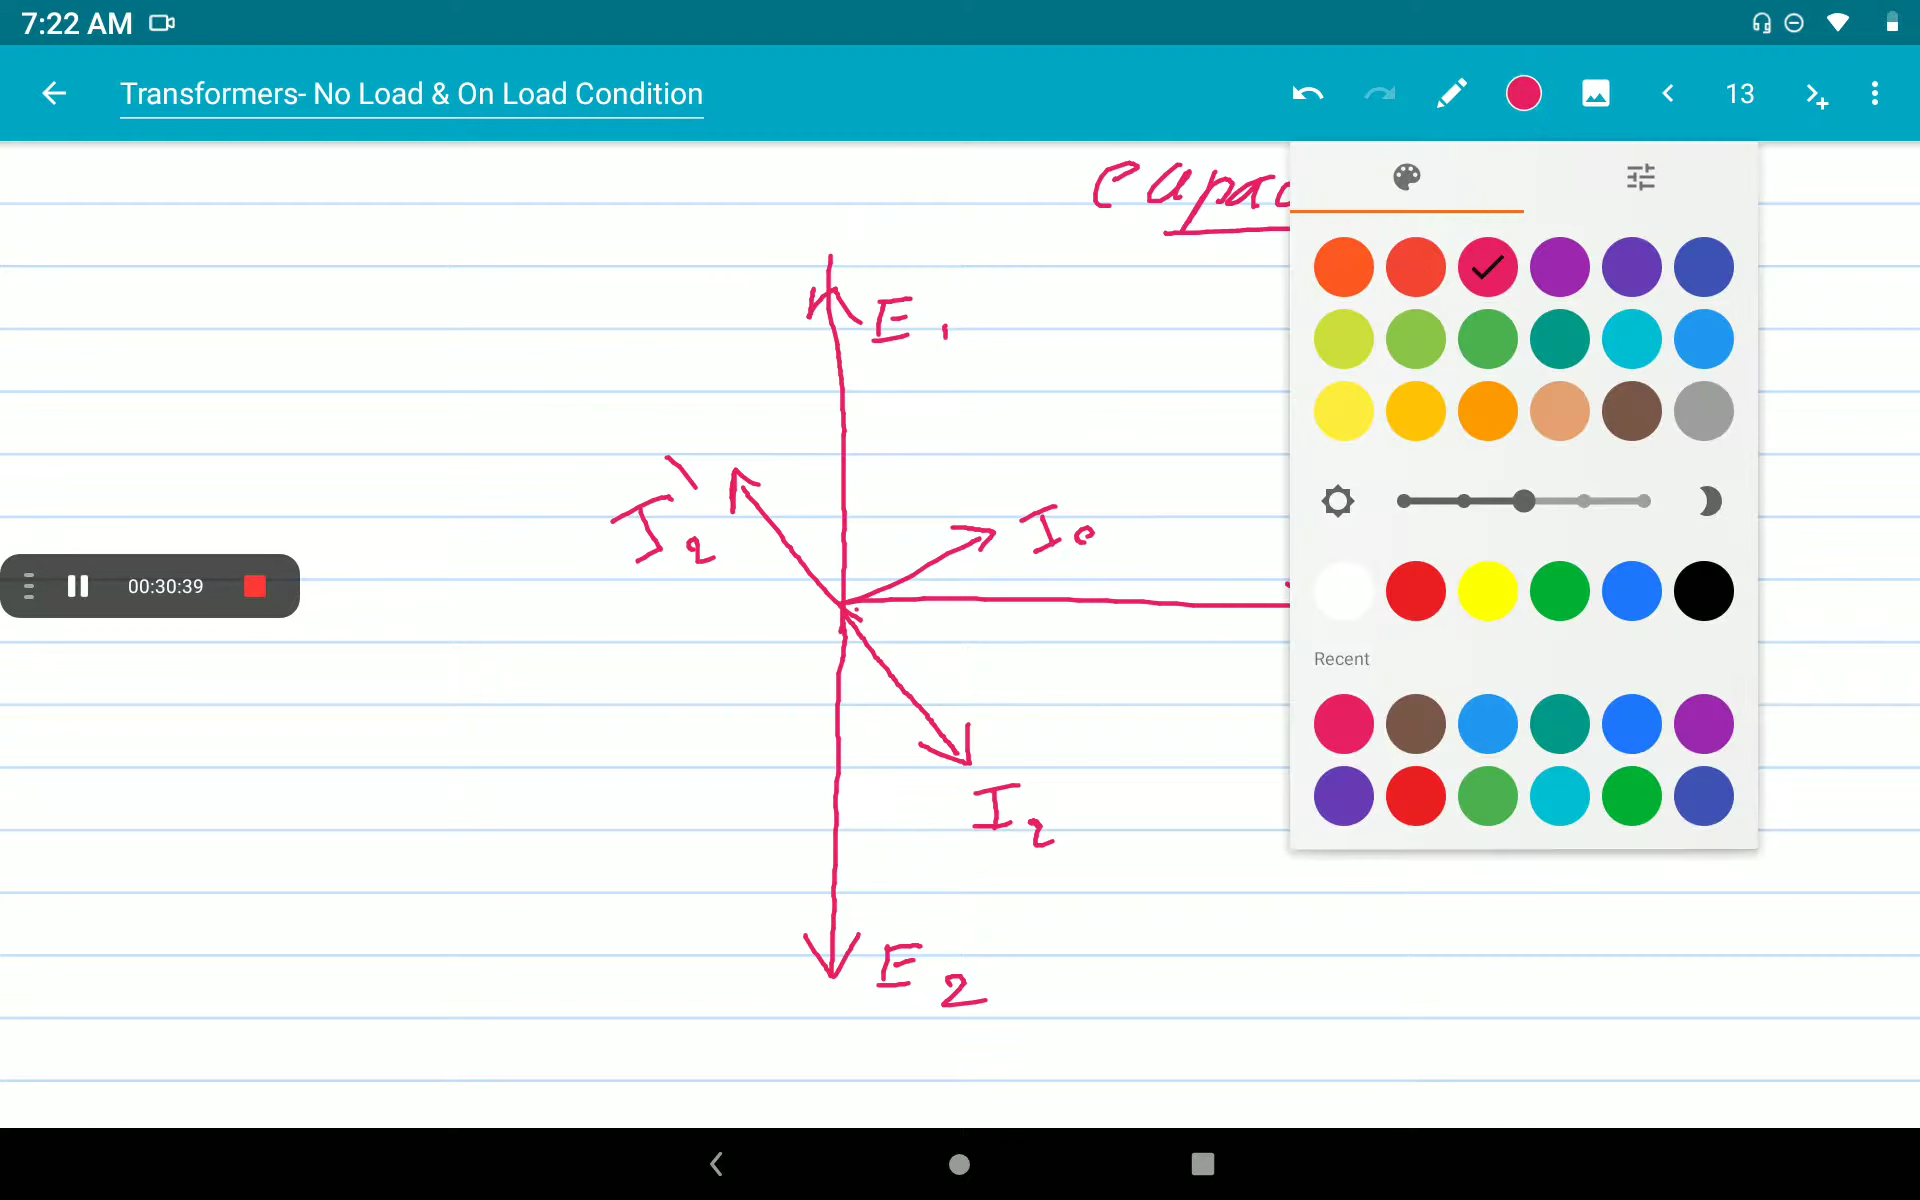 7:22 AM
Transformers- No Load & On Load Condition
13
E1
I2'
I0
00:30:39
Recent
I2
E2